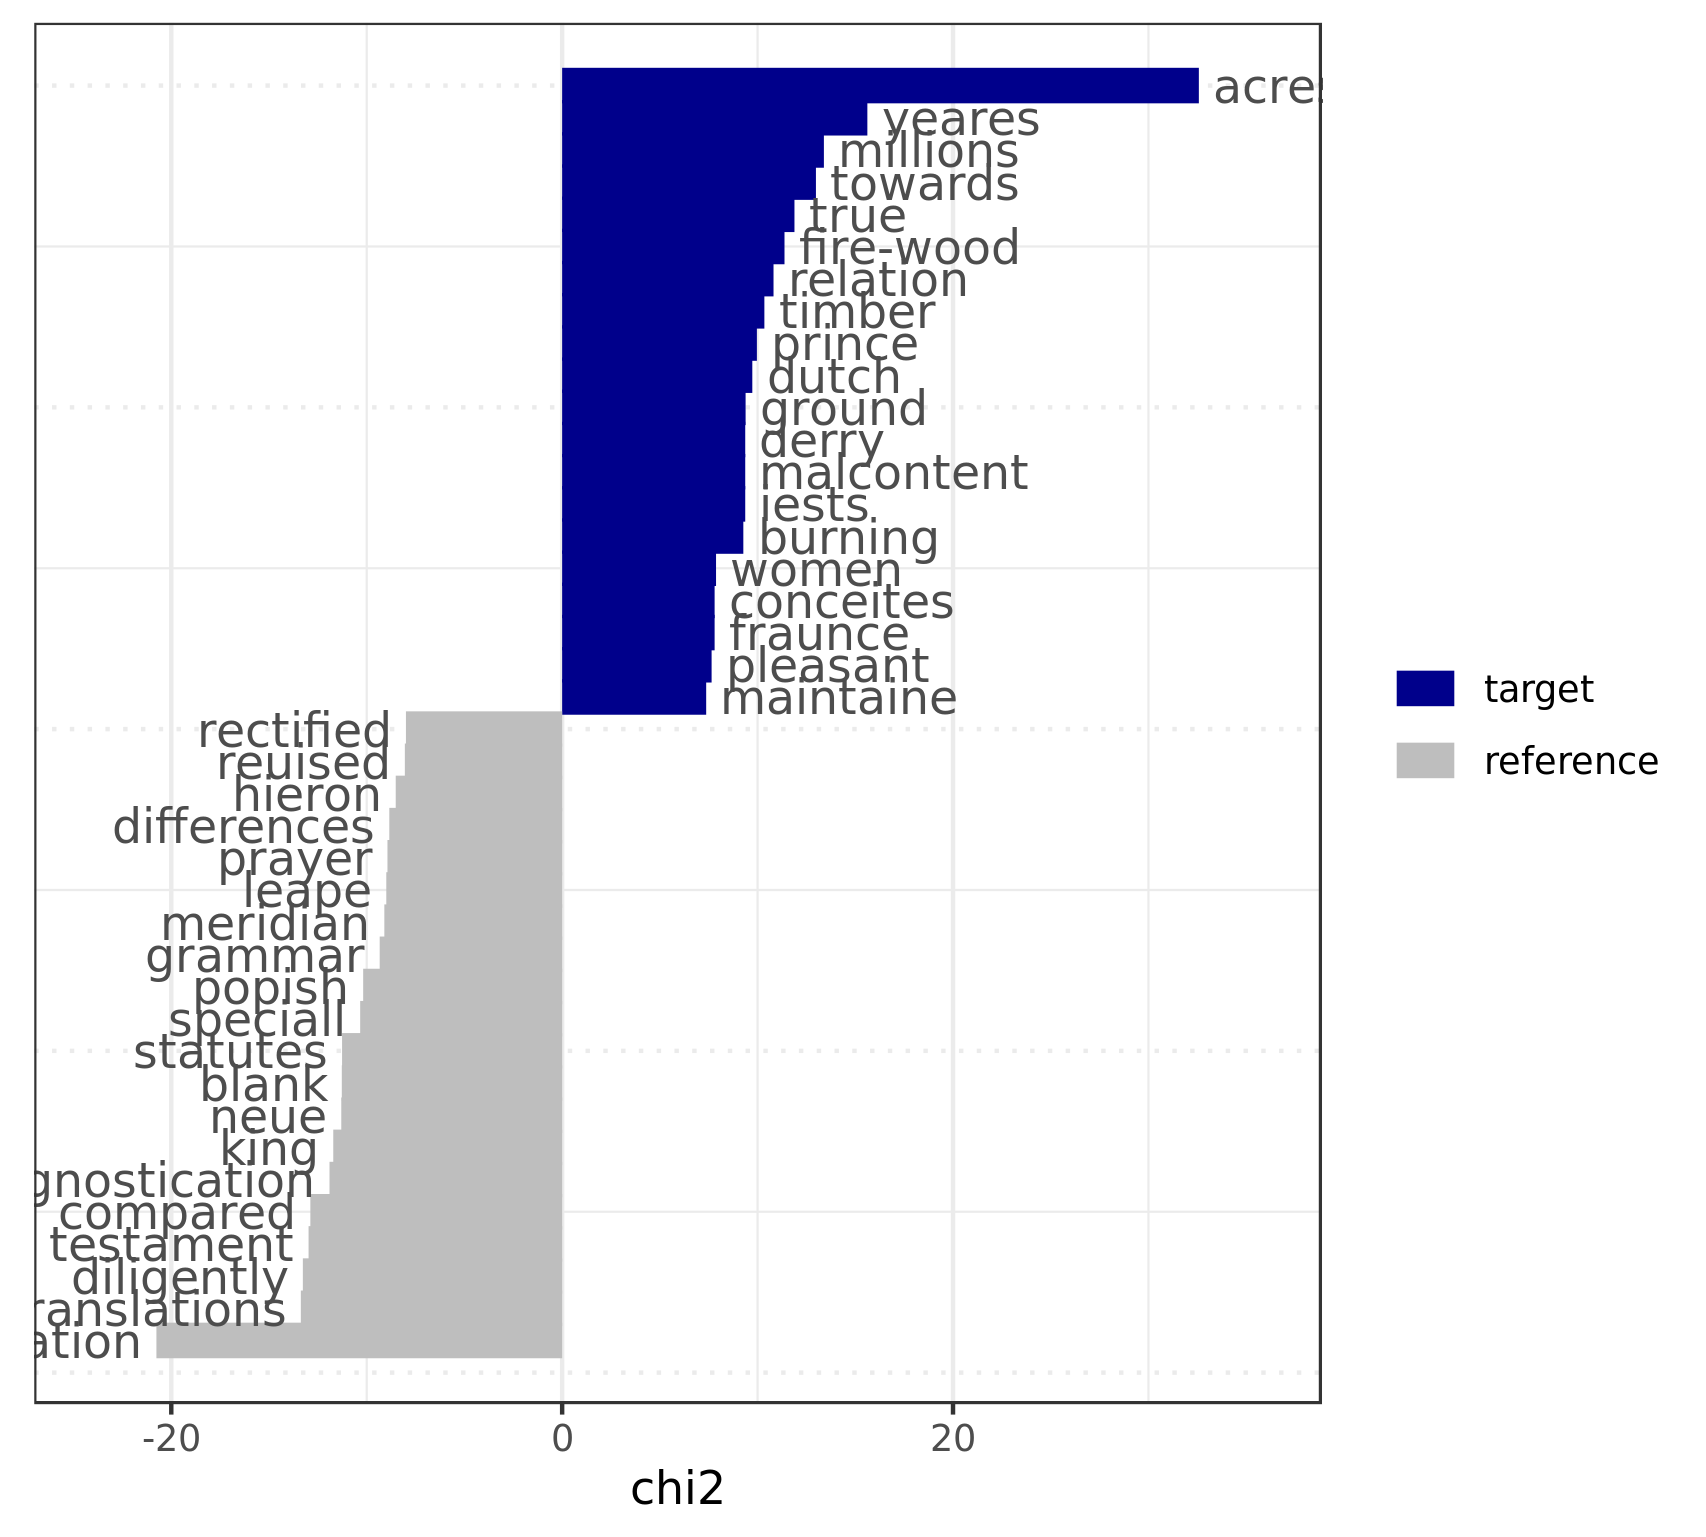 acres
yeares
millions
towards
true
fire-wood
relation
timber
prince
dutch
ground
derry
malcontent
iests
burning
women
conceites
fraunce
pleasant
maintaine
rectified
reuised
hieron
differences
prayer
leape
meridian
grammar
popish
speciall
statutes
blank
neue
king
gnostication
compared
testament
diligently
ranslations
ation
target
reference
-20 0 20
chi2